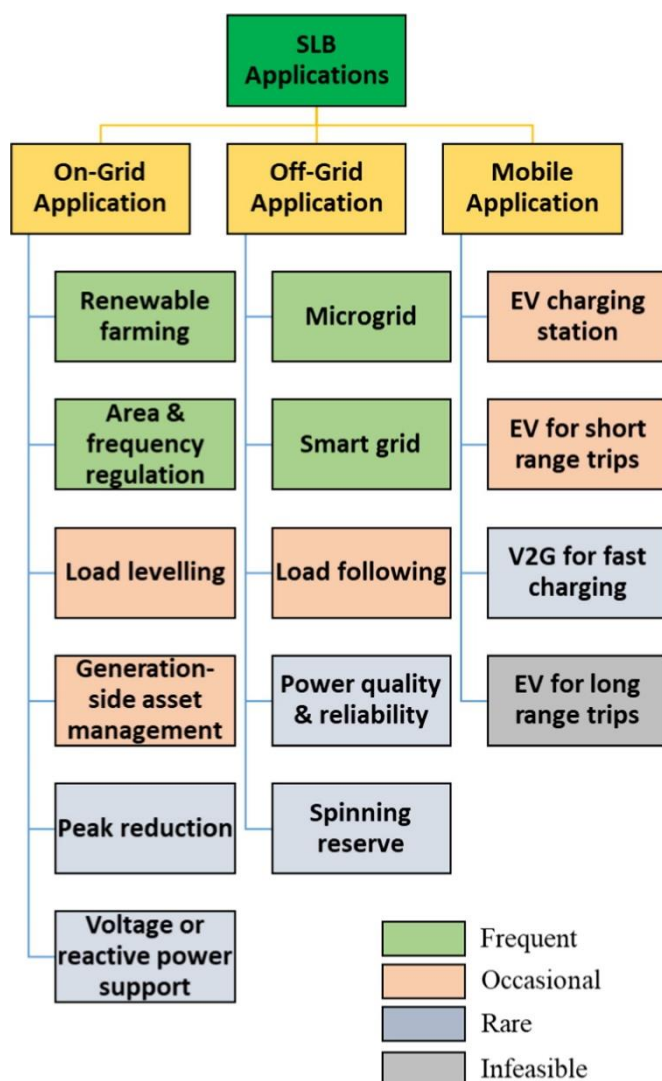 SLB
Applications
On-Grid
Application
Off-Grid
Application
Mobile
Application
Renewable
farming
Microgrid
EV charging
station
Area &
frequency
regulation
Smart grid
EV for short
range trips
Load levelling
Load following
V2G for fast
charging
Generation-
side asset
management
Power quality
& reliability
EV for long
range trips
Peak reduction
Spinning
reserve
Voltage or
reactive power
support
Frequent
Occasional
Rare
Infeasible